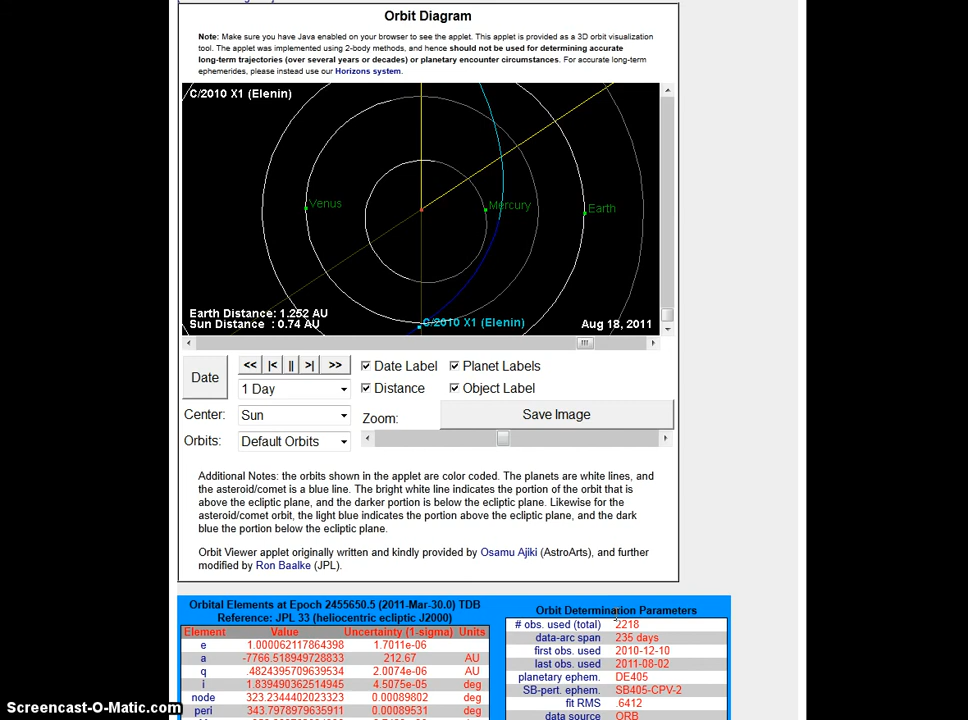 Orbit Diagram
Note: Make sure you have Java enabled on your browser to see the applet. This applet is provided as a 3D orbit visualization
tool. The applet was implemented using 2-body methods, and hence should not be used for determining accurate
long-term trajectories (over several years or decades) or planetary encounter circumstances. For accurate long-term
ephemerides, please instead use our Horizons system.
C/2010 X1 (Elenin)
Venus
Mercury
Earth
Earth Distance: 1.252 AU
Sun Distance : 0.74 AU
C/2010 X1 (Elenin)
Aug 18, 2011
Date
<< |< || >| >>
1 Day
Date Label
Planet Labels
Distance
Object Label
Center: Sun
Zoom:
Save Image
Orbits: Default Orbits
Additional Notes: the orbits shown in the applet are color coded. The planets are white lines, and
the asteroid/comet is a blue line. The bright white line indicates the portion of the orbit that is
above the ecliptic plane, and the darker portion is below the ecliptic plane. Likewise for the
asteroid/comet orbit, the light blue indicates the portion above the ecliptic plane, and the dark
blue the portion below the ecliptic plane.
Orbit Viewer applet originally written and kindly provided by Osamu Ajiki (AstroArts), and further
modified by Ron Baalke (JPL).
Orbital Elements at Epoch 2455650.5 (2011-Mar-30.0) TDB
Reference: JPL 33 (heliocentric ecliptic J2000)
Element Value Uncertainty (1-sigma) Units
e 1.000062117864398 1.7011e-06
a -7766.518949728833 212.67 AU
q .4824395709639534 2.0074e-06 AU
i 1.839490362514945 4.5075e-05 deg
node 323.2344402023323 0.00089802 deg
peri 343.7978979635911 0.00089531 deg
Orbit Determination Parameters
# obs. used (total) 2218
data-arc span 235 days
first obs. used 2010-12-10
last obs. used 2011-08-02
planetary ephem. DE405
SB-pert. ephem. SB405-CPV-2
fit RMS .6412
data source ORB
Screencast-O-Matic.com